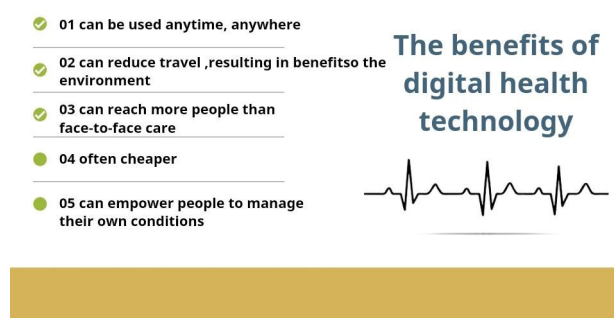 01 can be used anytime, anywhere
02 can reduce travel ,resulting in benefitso the
environment
03 can reach more people than
face-to-face care
04 often cheaper
05 can empower people to manage
their own conditions
The benefits of
digital health
technology